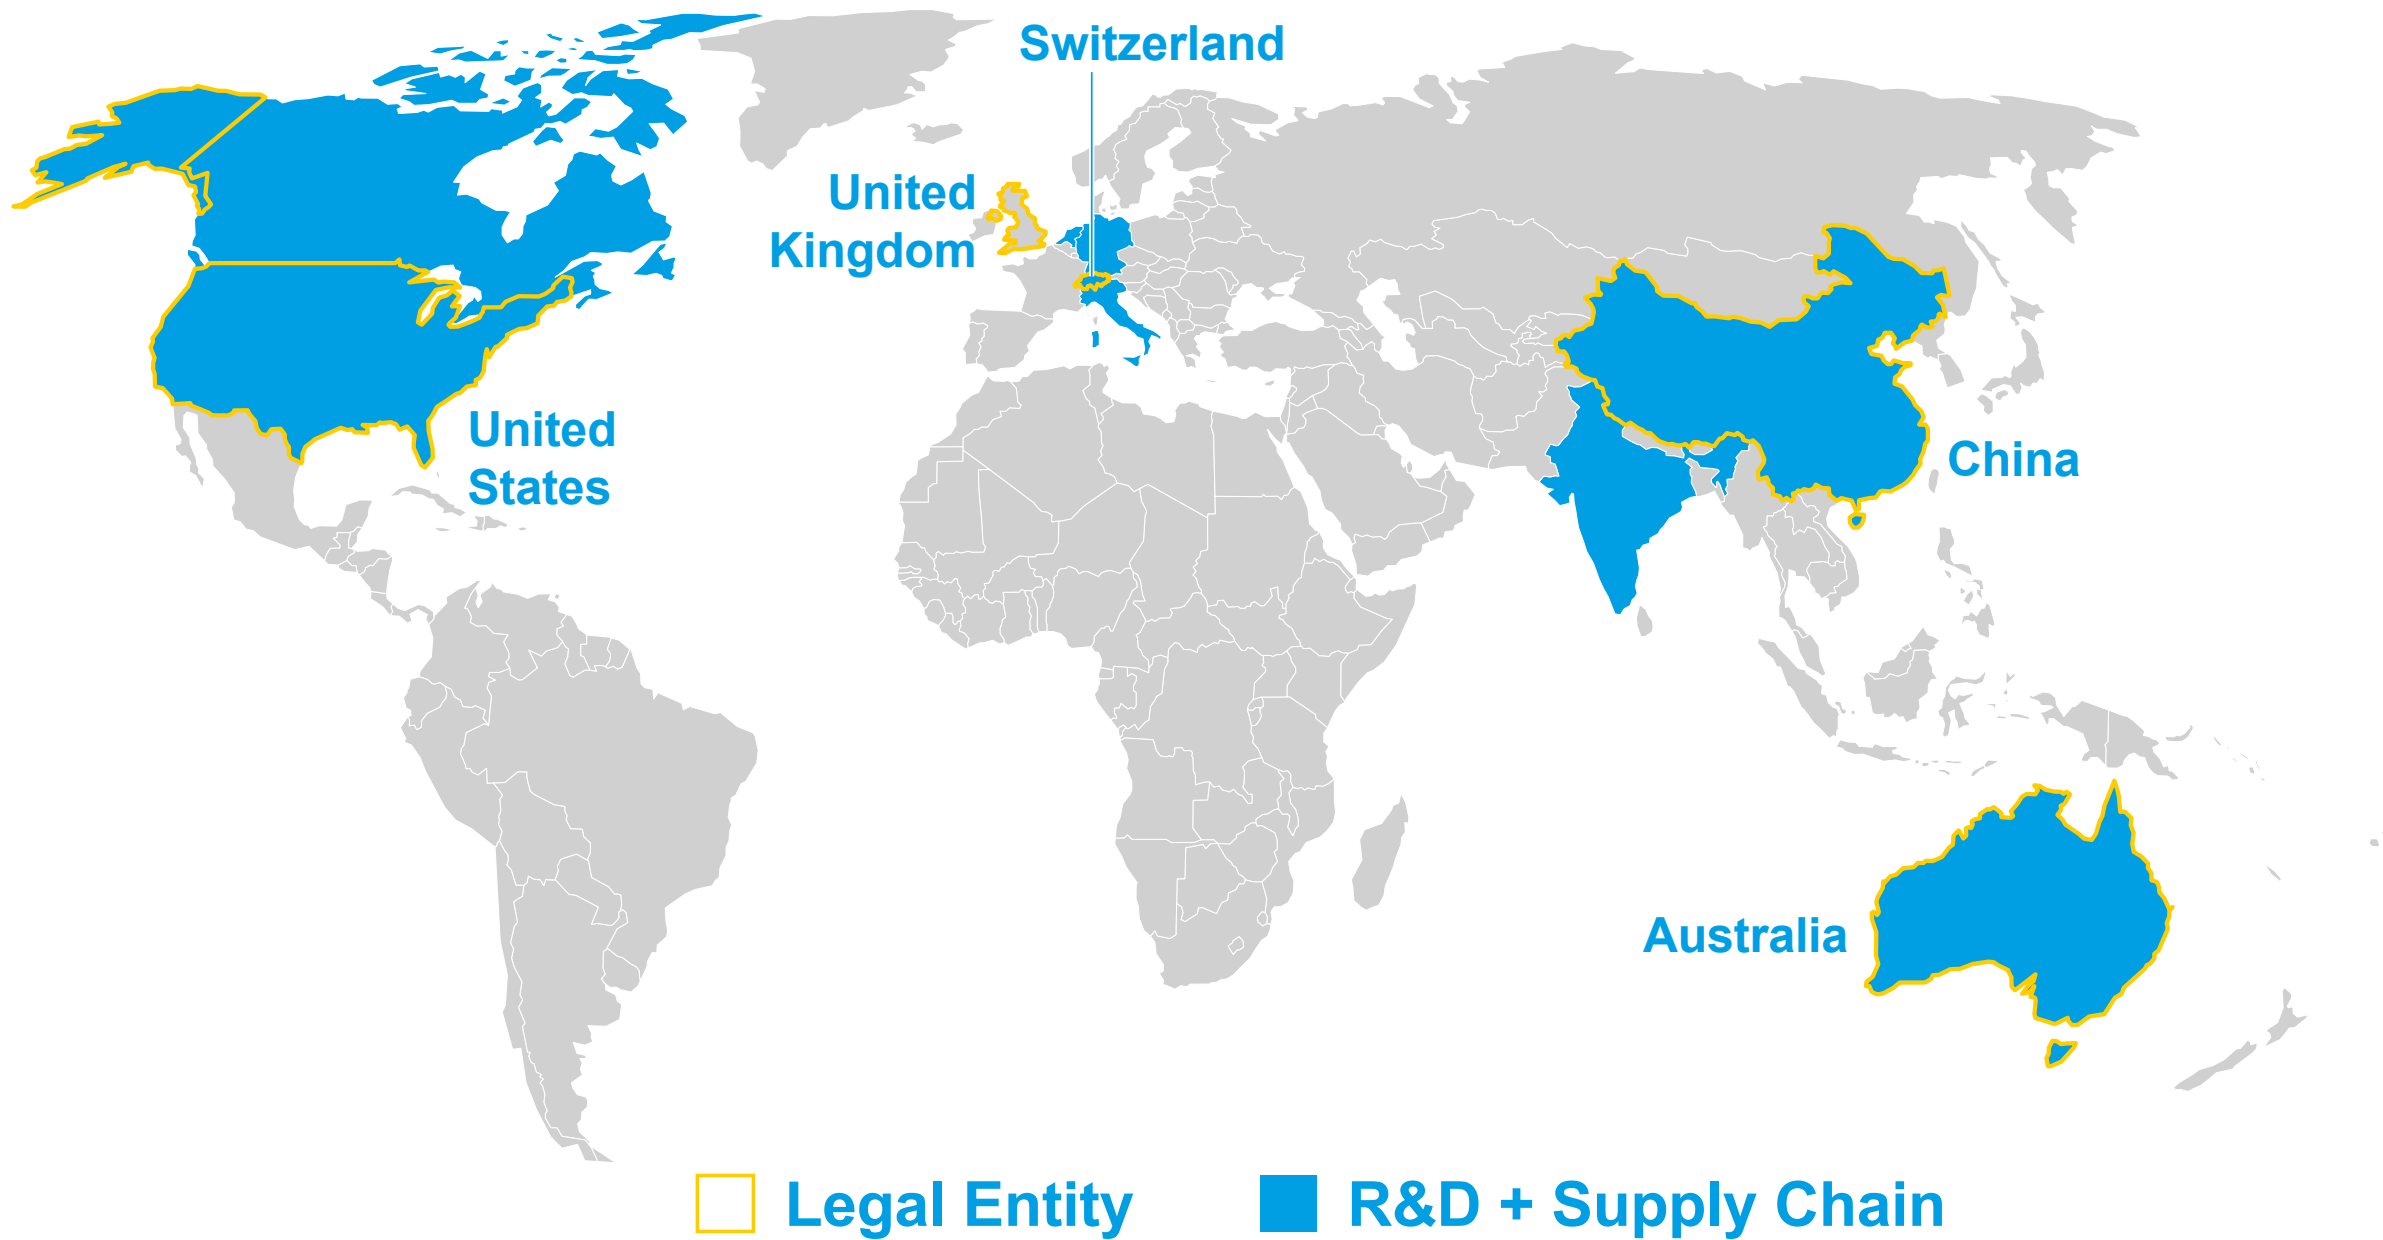 Switzerland
United
Kingdom
United
States
China
Australia
Legal Entity
R&D + Supply Chain